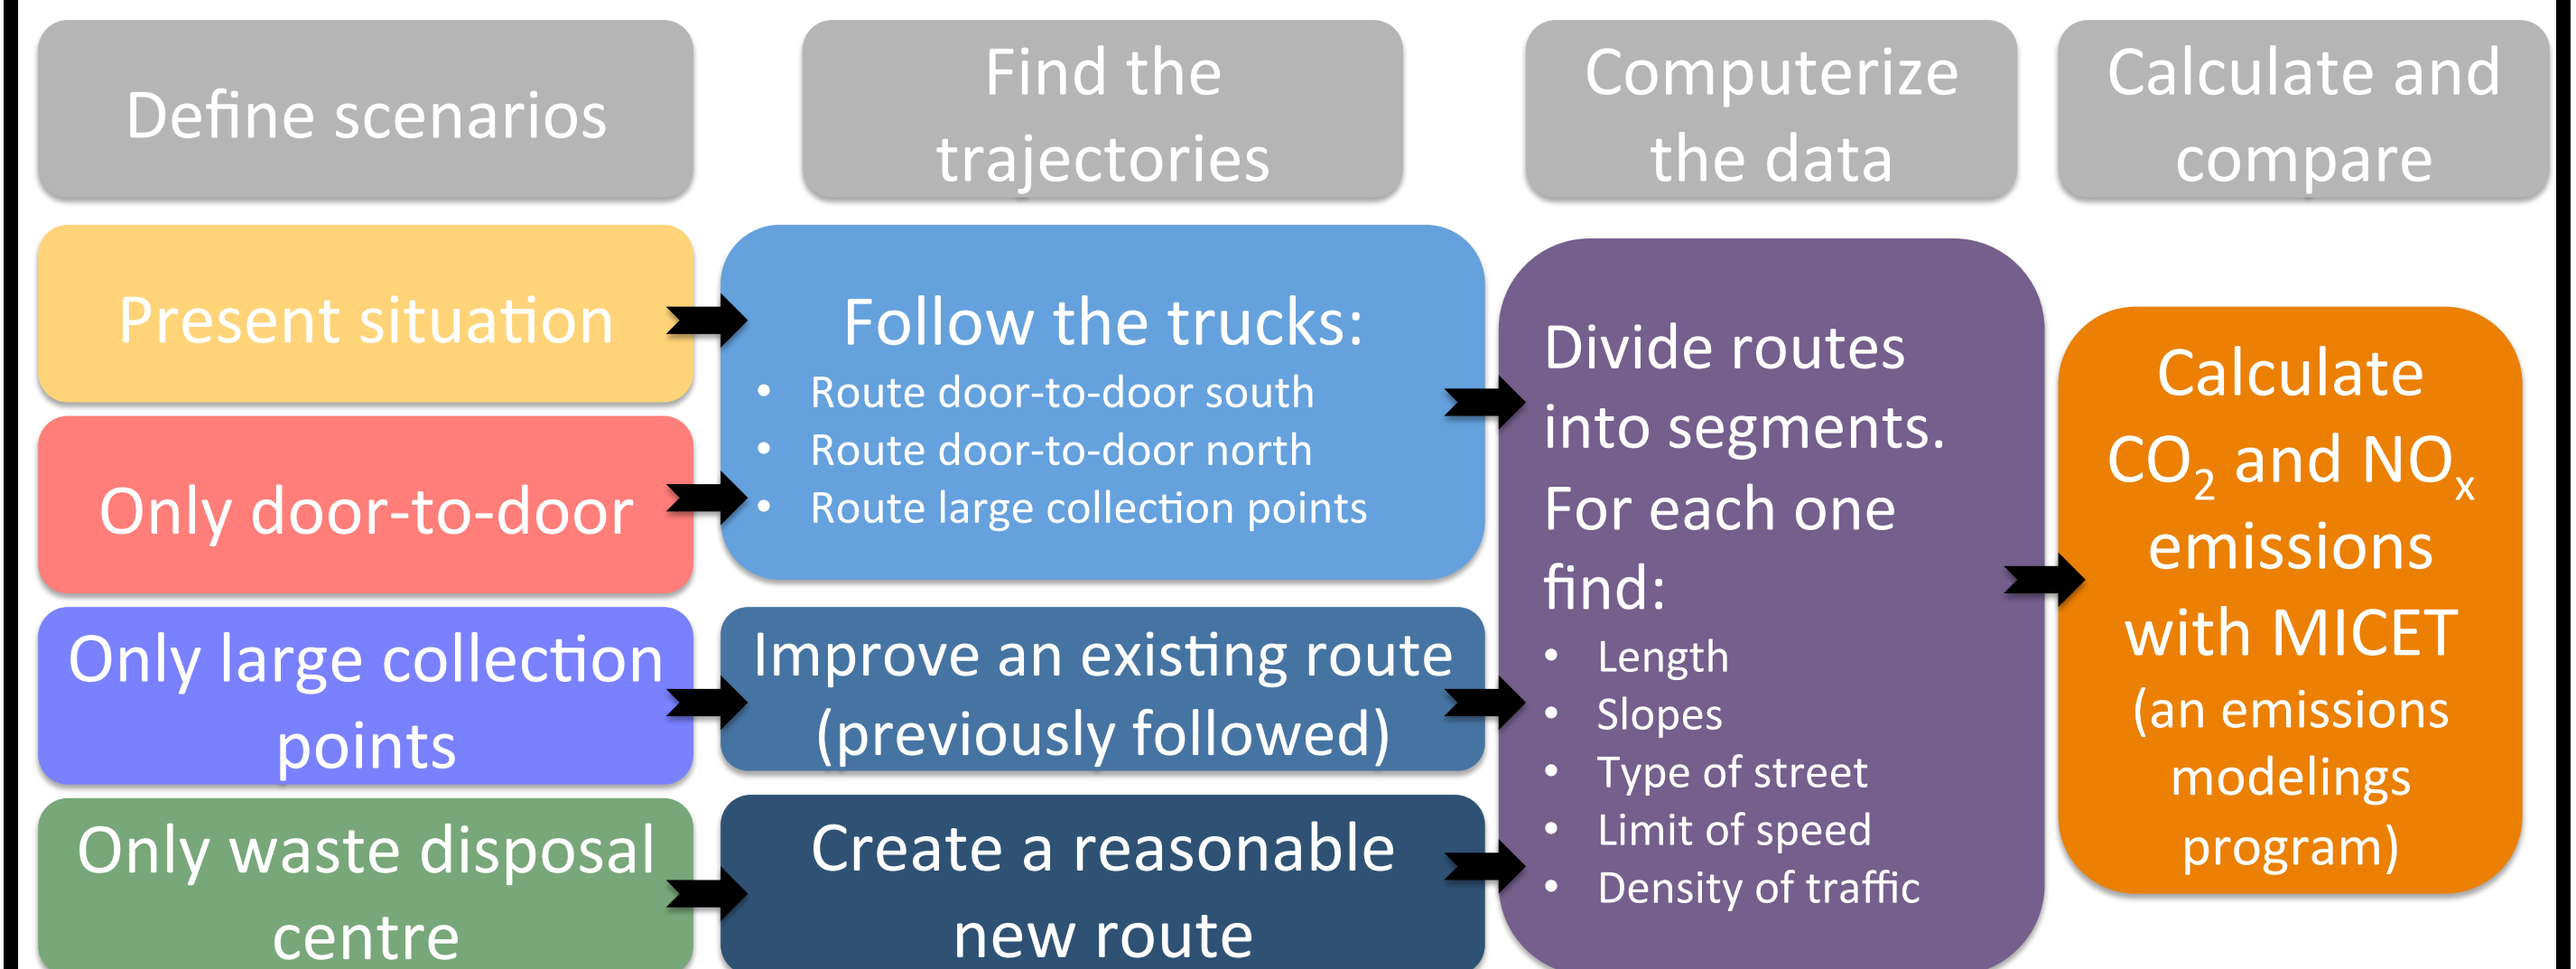 Define scenarios
Find the
trajectories
Computerize
the data
Calculate and
compare
Present situation
Only door-to-door
Only large collection
points
Only waste disposal
centre
Follow the trucks:
• Route door-to-door south
• Route door-to-door north
• Route large collection points
Improve an existing route
(previously followed)
Create a reasonable
new route
Divide routes
into segments.
For each one
find:
• Length
• Slopes
• Type of street
• Limit of speed
• Density of traffic
Calculate
CO₂ and NOₓ
emissions
with MICET
(an emissions
modelings
program)